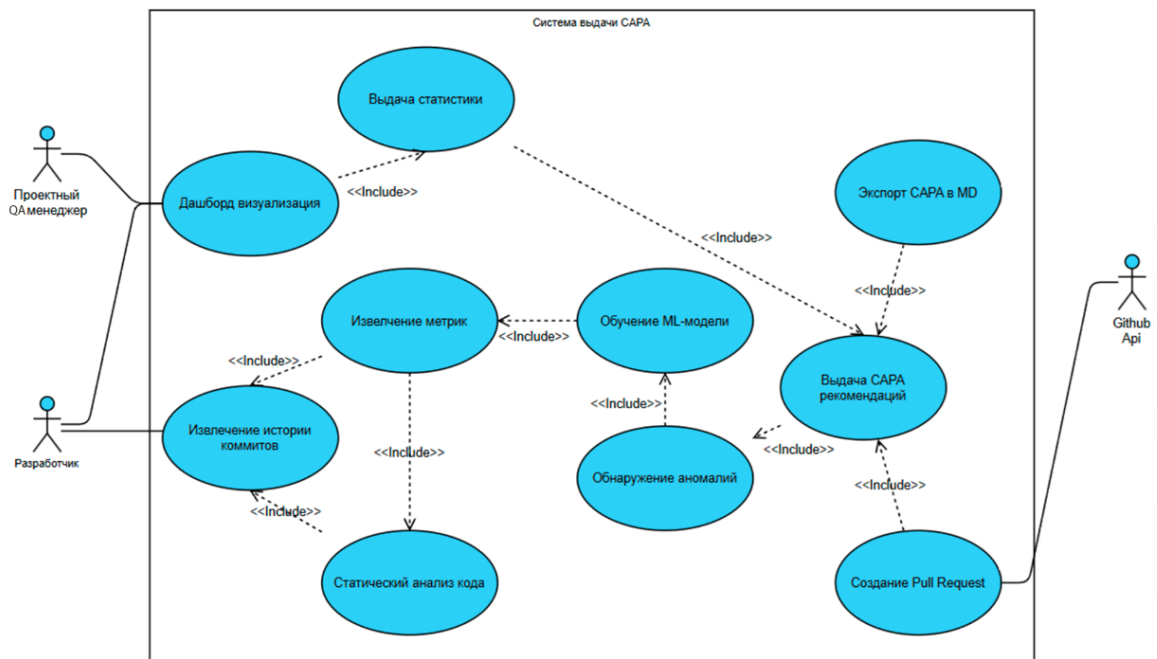 Система выдачи CAPA
Выдача статистики
<<Include>>
Проектный
QA менеджер
Дашборд визуализация
Экспорт CAPA в MD
<<Include>>
<<Include>>
Извелчение метрик
<<Include>>
Обучение ML-модели
Github
Api
<<Include>>
<<Include>>
Выдача CAPA
рекомендаций
Разработчик
Извлечение истории
коммитов
<<Include>>
<<Include>>
Обнаружение аномалий
<<Include>>
<<Include>>
Статический анализ кода
Создание Pull Request